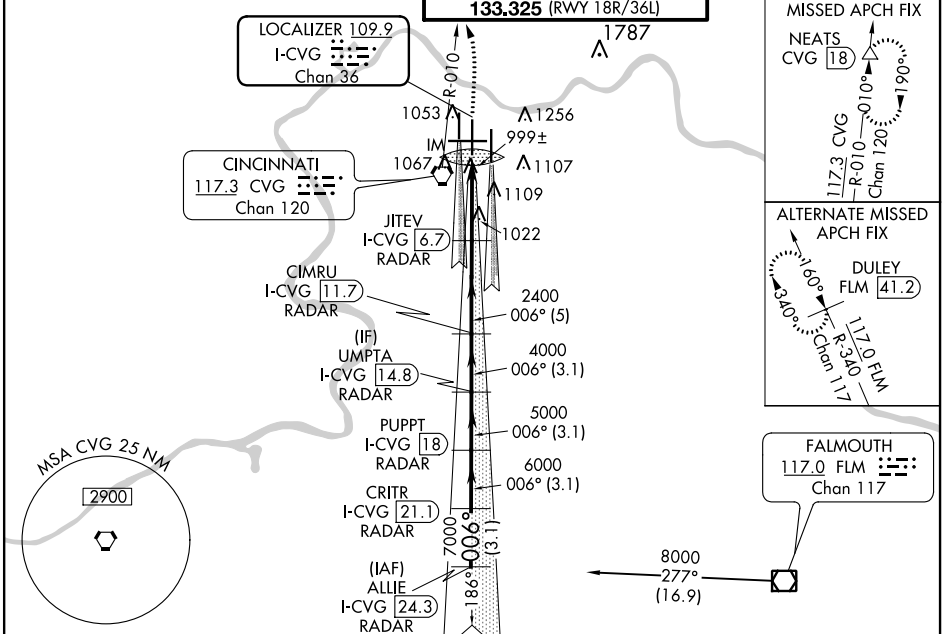 133.325 (RWY 18R/36L)
LOCALIZER 109.9
I-CVG
Chan 36
R-010
1787
1053
1256
IM
999±
1067
1107
1109
CINCINNATI
117.3 CVG
Chan 120
JITEV
I-CVG 6.7
RADAR
1022
CIMRU
I-CVG 11.7
RADAR
2400
006° (5)
(IF)
UMPTA
I-CVG 14.8
RADAR
4000
006° (3.1)
PUPPT
I-CVG 18
RADAR
5000
006° (3.1)
CRITR
I-CVG 21.1
RADAR
6000
006° (3.1)
7000
006°
(3.1)
(IAF)
ALLIE
I-CVG 24.3
RADAR
186°
MSA CVG 25 NM
2900
8000
277°
(16.9)
FALMOUTH
117.0 FLM
Chan 117
MISSED APCH FIX
NEATS
CVG 18
010°
190°
117.3 CVG
R-010
Chan 120
ALTERNATE MISSED
APCH FIX
DULEY
FLM 41.2
160°
340°
117.0 FLM
R-340
Chan 117